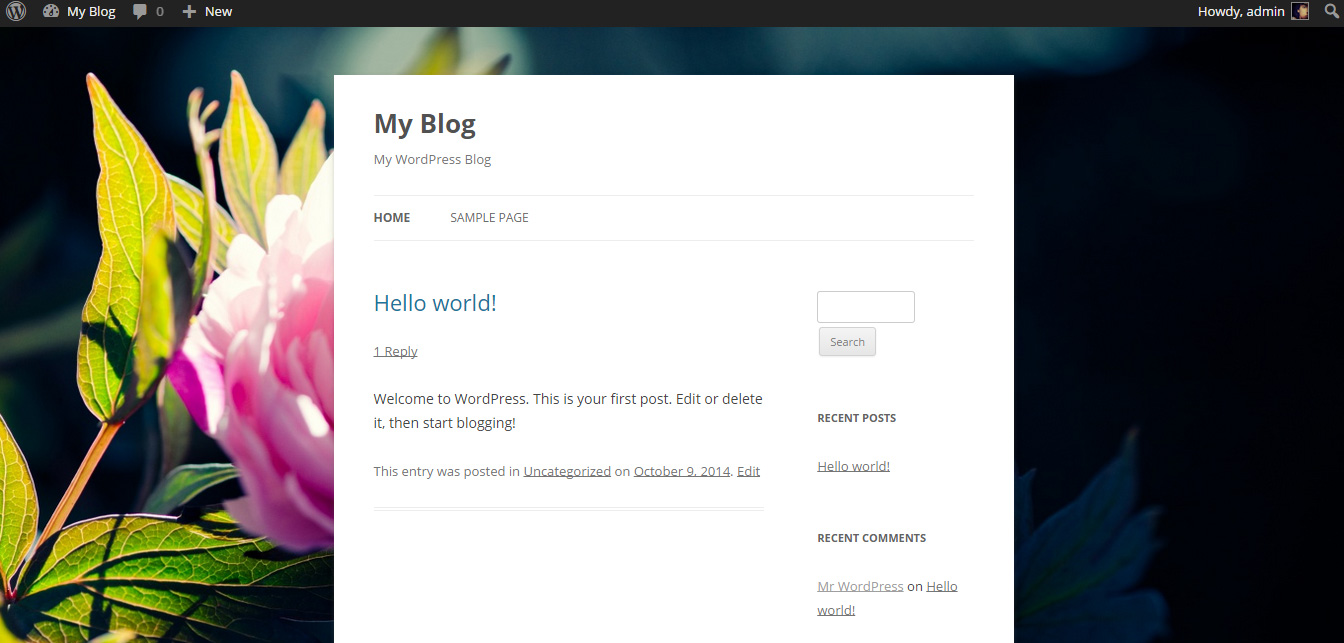 My Blog 0 New Howdy, admin
My Blog
My WordPress Blog
HOME SAMPLE PAGE
Hello world!
1 Reply
Welcome to WordPress. This is your first post. Edit or delete
it, then start blogging!
This entry was posted in Uncategorized on October 9, 2014. Edit
Search
RECENT POSTS
Hello world!
RECENT COMMENTS
Mr WordPress on Hello
world!